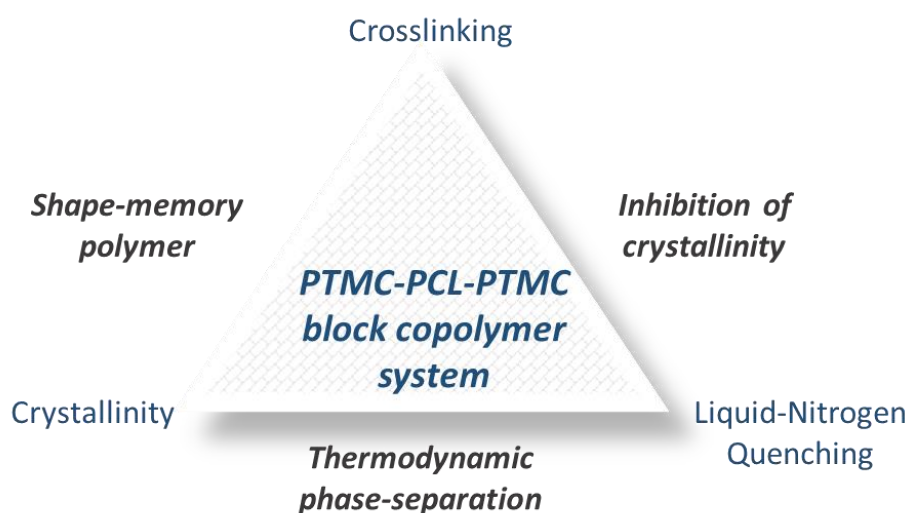 Crosslinking
Shape-memory
polymer
Inhibition of
crystallinity
PTMC-PCL-PTMC
block copolymer
system
Crystallinity
Liquid-Nitrogen
Quenching
Thermodynamic
phase-separation